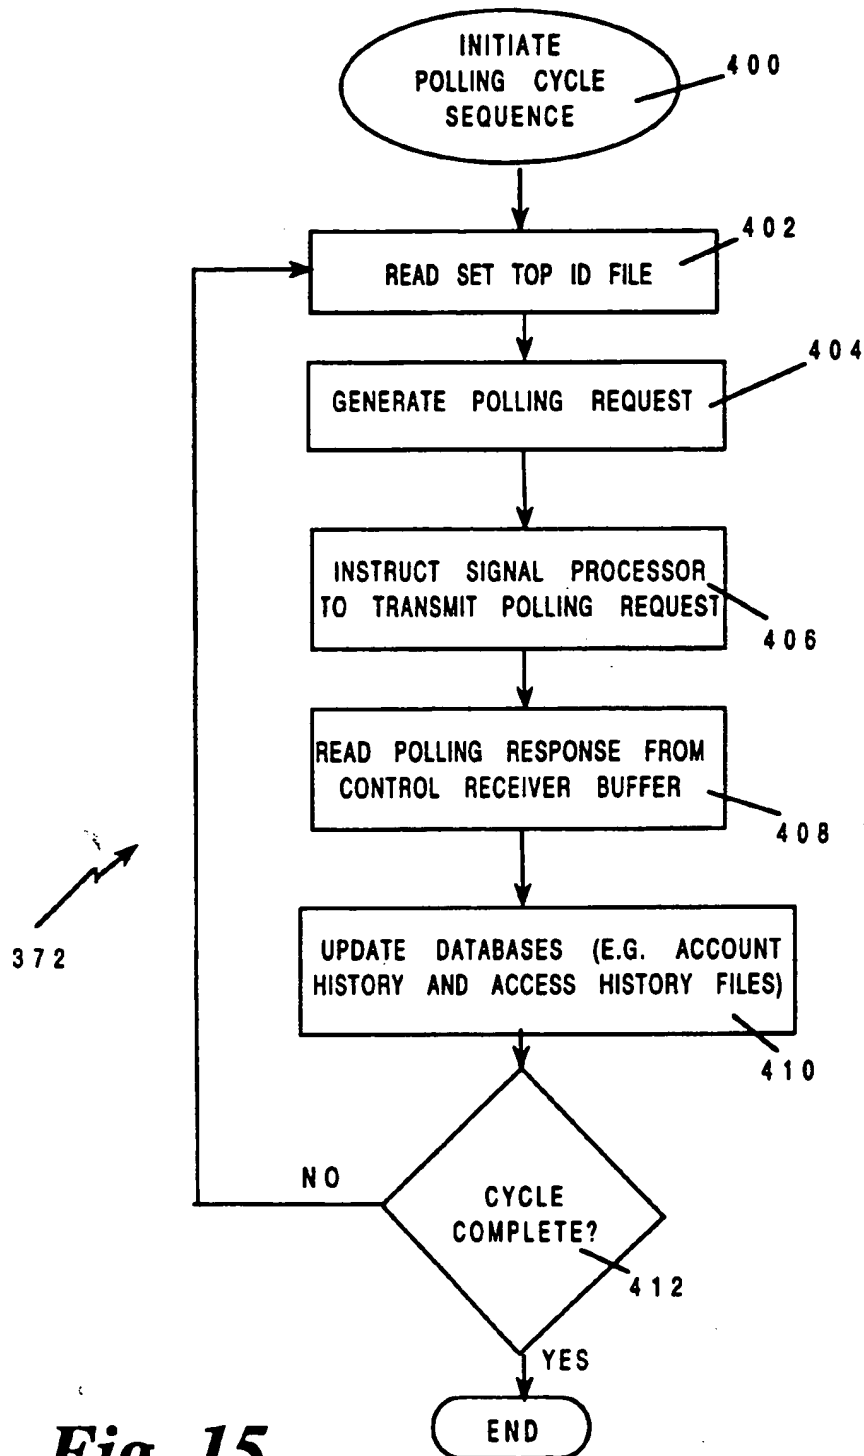 INITIATE
POLLING CYCLE
SEQUENCE
400
402
READ SET TOP ID FILE
404
GENERATE POLLING REQUEST
INSTRUCT SIGNAL PROCESSOR
TO TRANSMIT POLLING REQUEST
406
READ POLLING RESPONSE FROM
CONTROL RECEIVER BUFFER
408
372
UPDATE DATABASES (E.G. ACCOUNT
HISTORY AND ACCESS HISTORY FILES)
410
NO
CYCLE
COMPLETE?
412
YES
END
Fig. 15